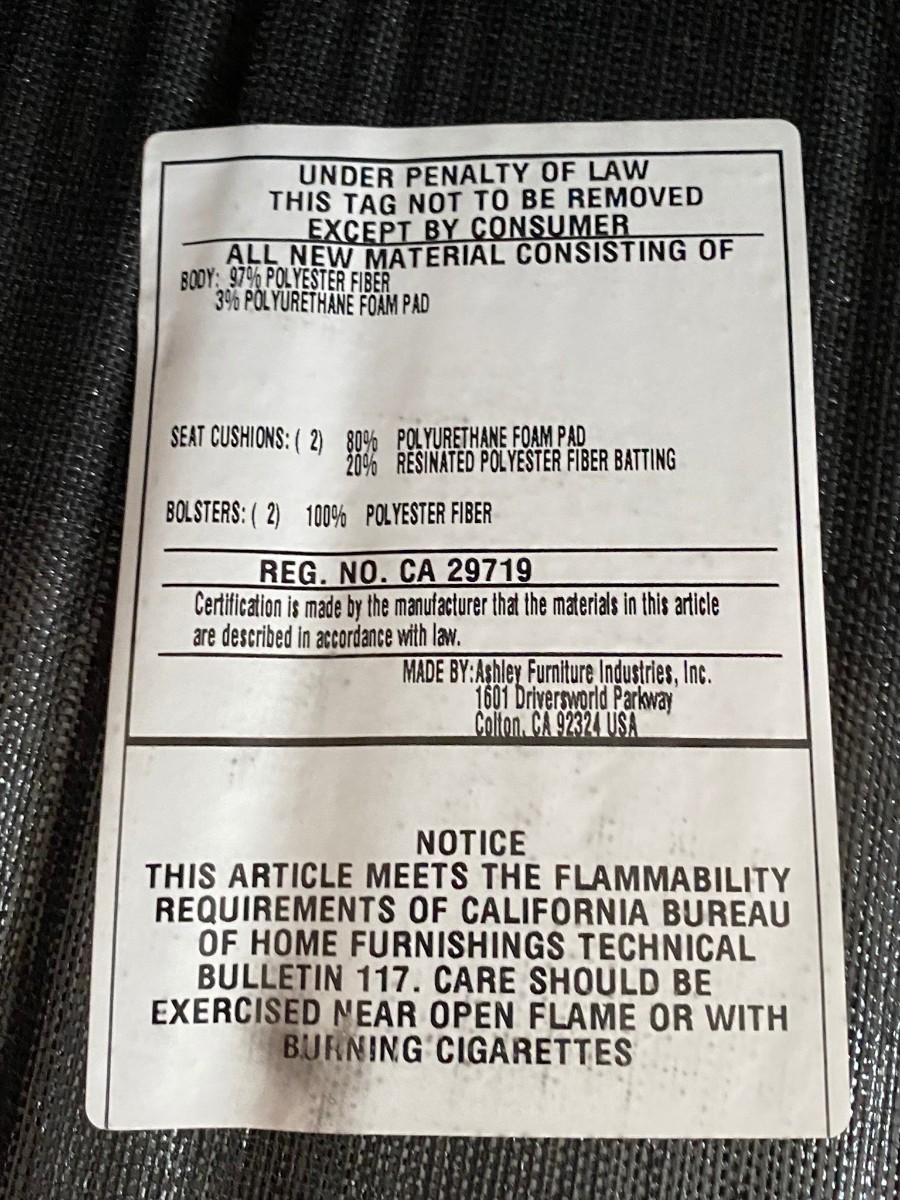 UNDER PENALTY OF LAW
THIS TAG NOT TO BE REMOVED
EXCEPT BY CONSUMER
ALL NEW MATERIAL CONSISTING OF
BODY: 97% POLYESTER FIBER
3% POLYURETHANE FOAM PAD
SEAT CUSHIONS: ( 2) 80% POLYURETHANE FOAM PAD
20% RESINATED POLYESTER FIBER BATTING
BOLSTERS: ( 2) 100% POLYESTER FIBER
REG. NO. CA 29719
Certification is made by the manufacturer that the materials in this article
are described in accordance with law.
MADE BY:Ashley Furniture Industries, Inc.
1601 Driversworld Parkway
Colton, CA 92324 USA
NOTICE
THIS ARTICLE MEETS THE FLAMMABILITY
REQUIREMENTS OF CALIFORNIA BUREAU
OF HOME FURNISHINGS TECHNICAL
BULLETIN 117. CARE SHOULD BE
EXERCISED NEAR OPEN FLAME OR WITH
BURNING CIGARETTES